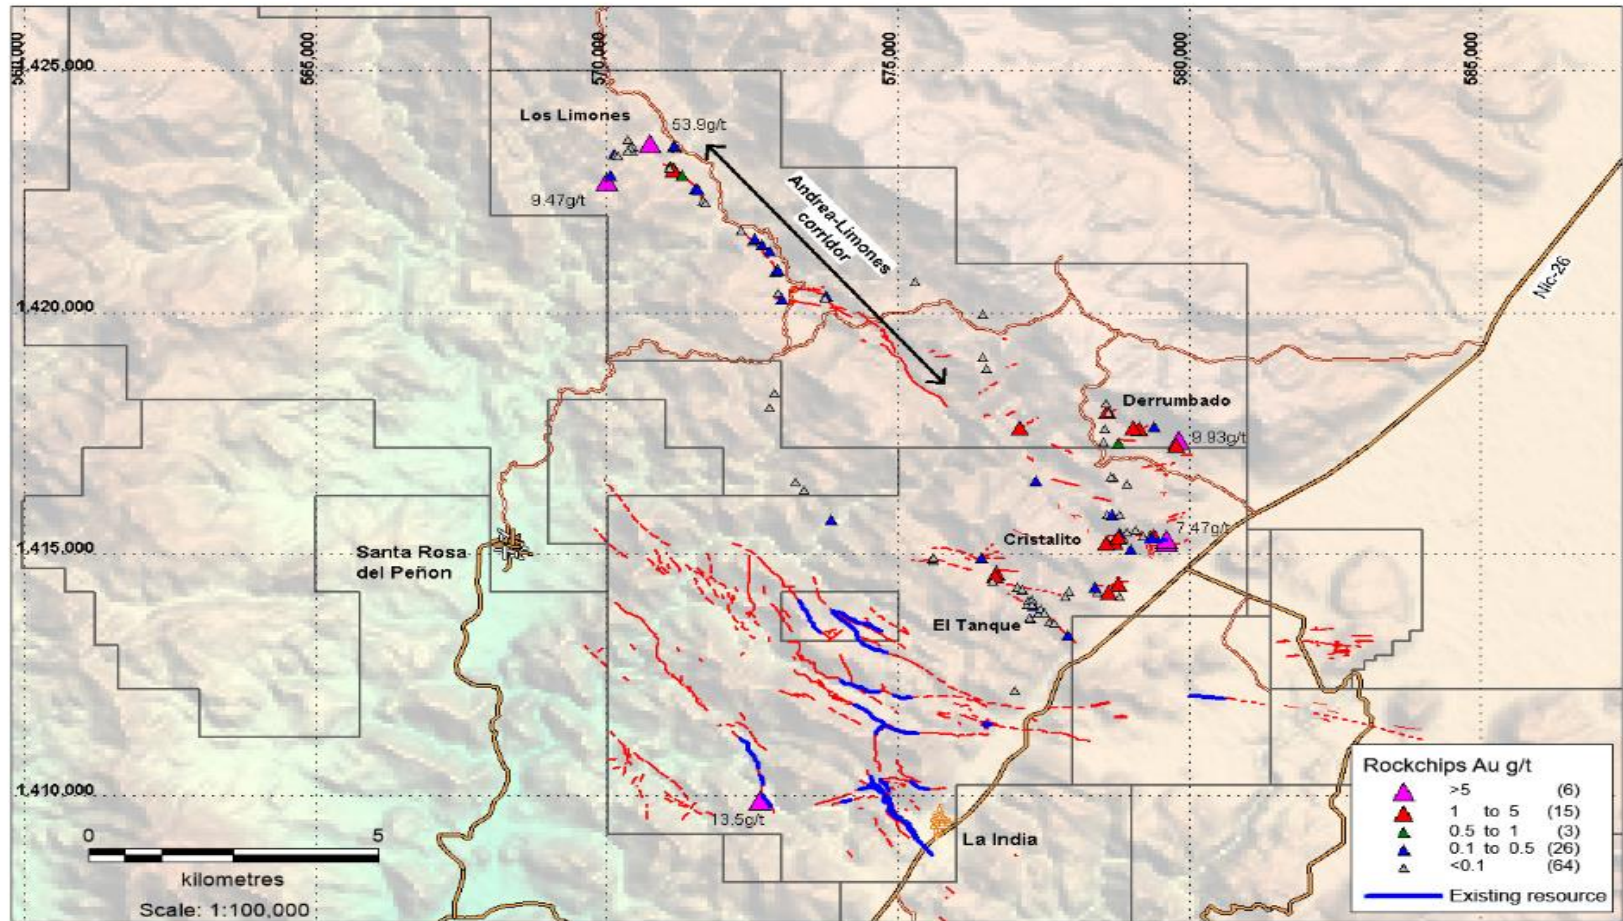 560,000
565,000
570,000
575,000
580,000
585,000
1,425,000
Los Limones
53.9g/t
9.47g/t
Andrea-Limones
corridor
Nic-26
1,420,000
Derrumbado
9.93g/t
7.47g/t
Cristalito
1,415,000
Santa Rosa
del Peñon
El Tanque
1,410,000
13.5g/t
La India
0 5
kilometres
Scale: 1:100,000
Rockchips Au g/t
>5 (6)
1 to 5 (15)
0.5 to 1 (3)
0.1 to 0.5 (26)
<0.1 (64)
Existing resource